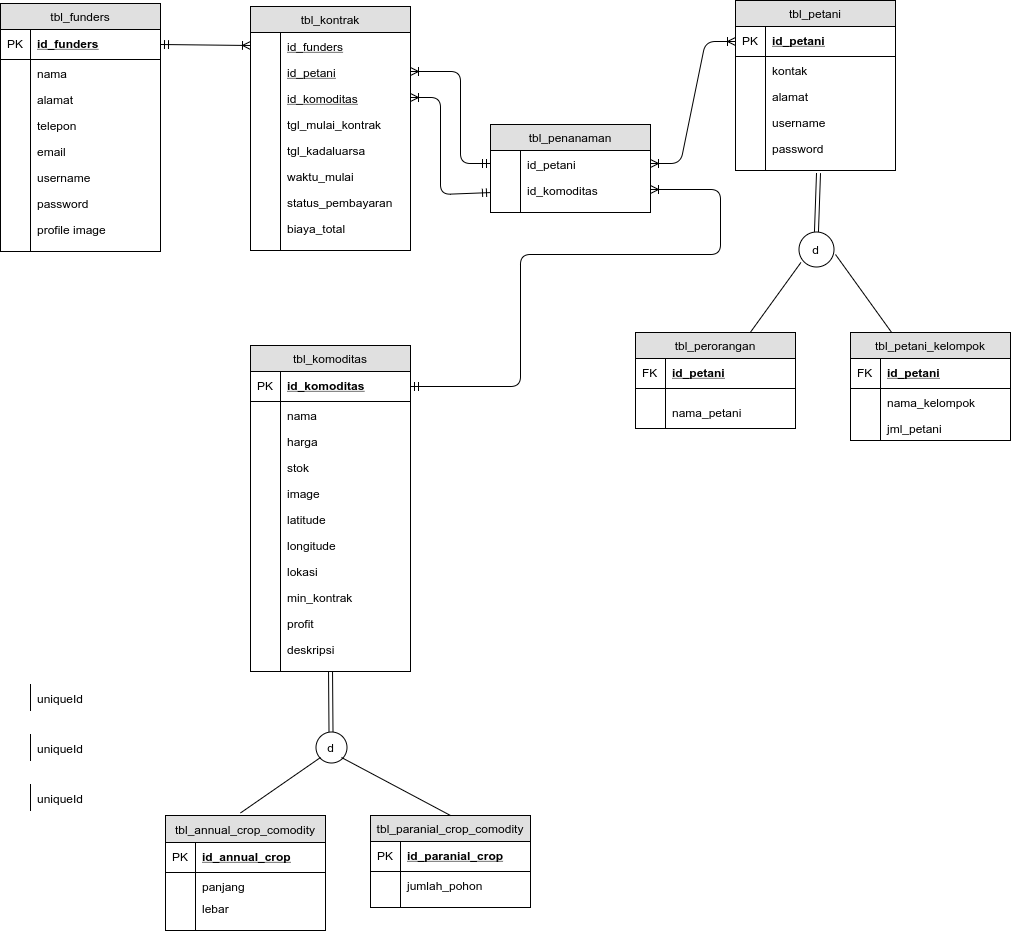 tbl_funders
PK id_funders
nama
alamat
telepon
email
username
password
profile image
tbl_kontrak
id_funders
id_petani
id_komoditas
tgl_mulai_kontrak
tgl_kadaluarsa
waktu_mulai
status_pembayaran
biaya_total
tbl_penanaman
id_petani
id_komoditas
tbl_petani
PK id_petani
kontak
alamat
username
password
d
tbl_perorangan
FK id_petani
nama_petani
tbl_petani_kelompok
FK id_petani
nama_kelompok
jml_petani
tbl_komoditas
PK id_komoditas
nama
harga
stok
image
latitude
longitude
lokasi
min_kontrak
profit
deskripsi
uniqueId
uniqueId
uniqueId
d
tbl_annual_crop_comodity
PK id_annual_crop
panjang
lebar
tbl_paranial_crop_comodity
PK id_paranial_crop
jumlah_pohon